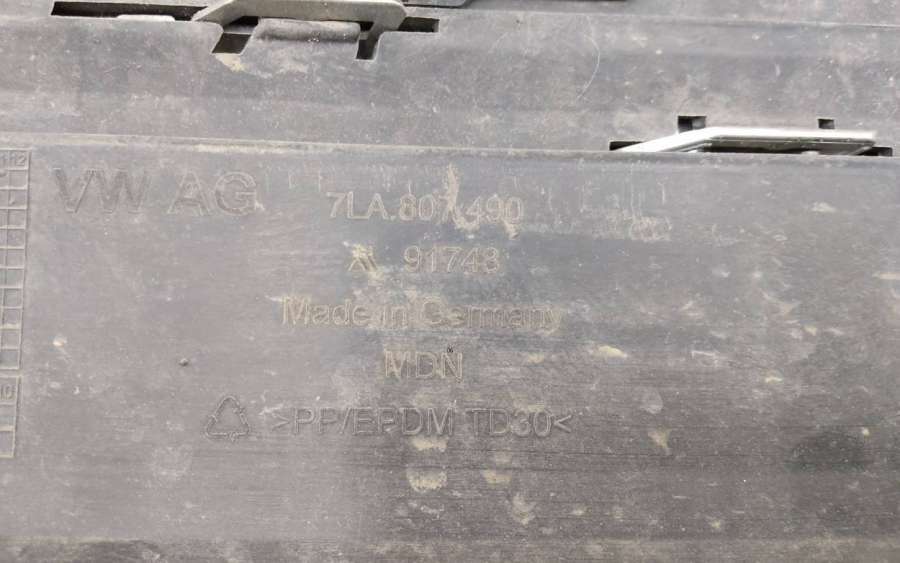 VW AG
7LA.807.490
91748
Made in Germany
MDN
>PP/EPDM TD30<